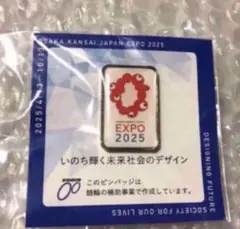 OSAKA, KANSAI, JAPAN EXPO 2025
EXPO
2025
いのち輝く未来社会のデザイン
このピンバッジは
競輪の補助事業で作成しています。
DESIGNING FUTURE
SOCIETY FOR OUR LIVES